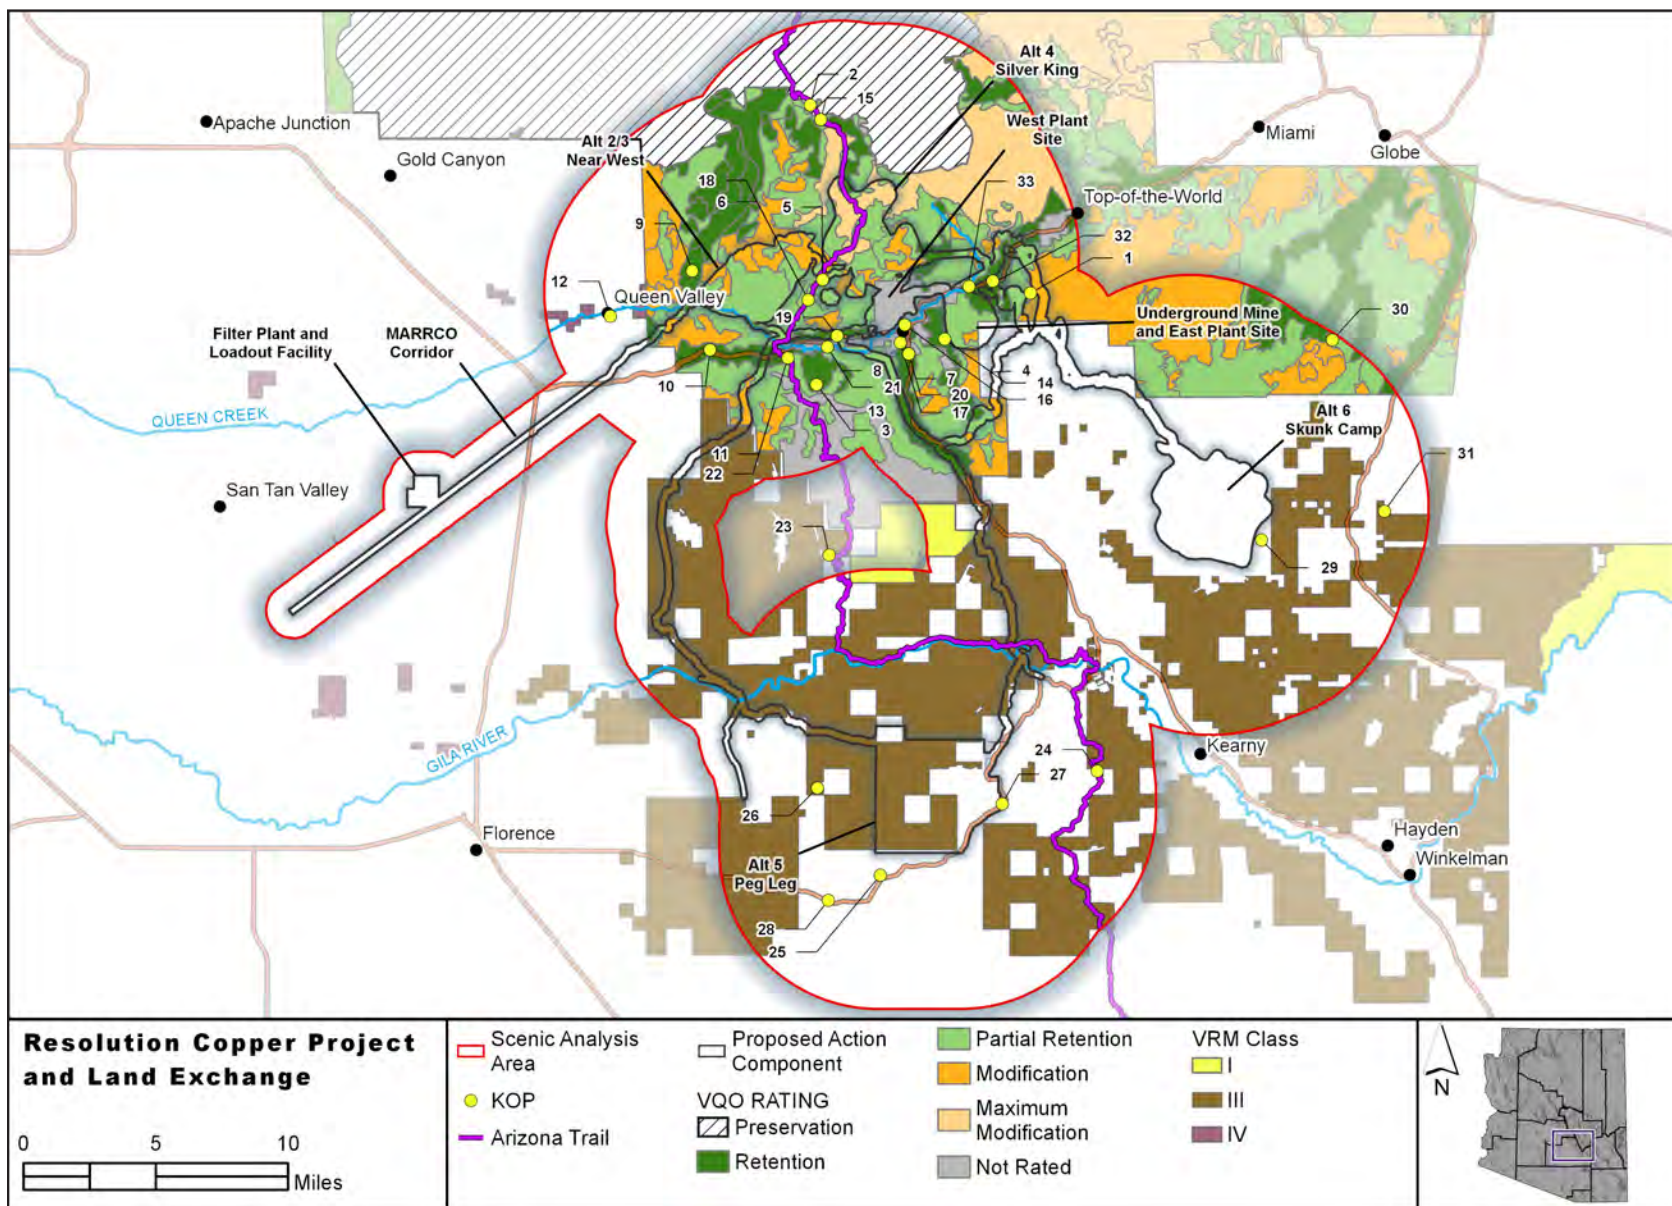 Alt 4
Silver King
2
15
West Plant
Site
Apache Junction
Miami
Globe
Alt 2/3
Near West
Gold Canyon
18
6
5
33
Top-of-the-World
9
32
1
12
Queen Valley
19
30
Filter Plant and
Loadout Facility
MARRCO
Corridor
Underground Mine
and East Plant Site
10
8
21
7
20
17
4
14
16
QUEEN CREEK
13
3
Alt 6
Skunk Camp
11
22
31
San Tan Valley
23
29
GILA RIVER
24
27
Kearny
26
Florence
Alt 5
Peg Leg
Hayden
Winkelman
28
25
Resolution Copper Project
and Land Exchange
0 5 10
Miles
Scenic Analysis
Area
KOP
Arizona Trail
Proposed Action
Component
VQO RATING
Preservation
Retention
Partial Retention
Modification
Maximum
Modification
Not Rated
VRM Class
I
III
IV
N